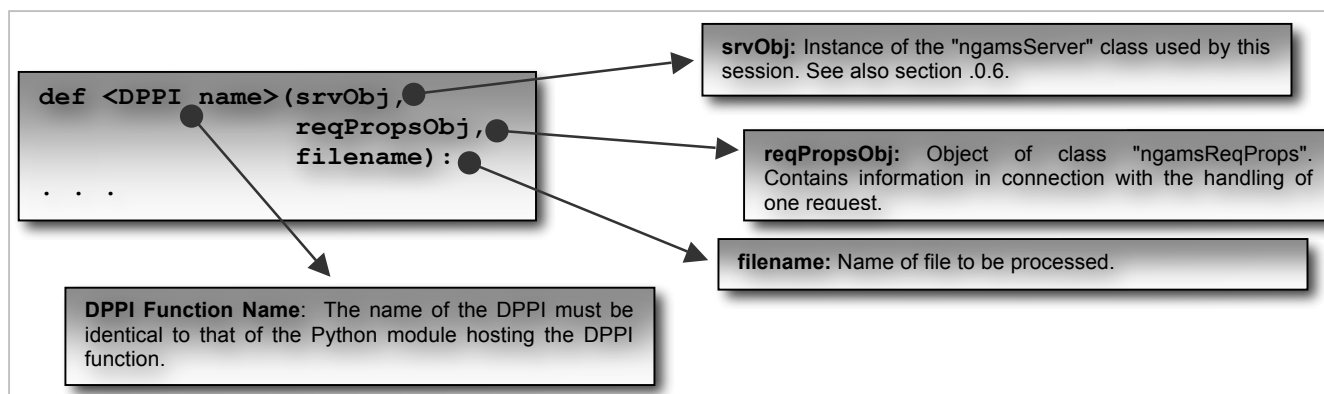 def <DPPI name>(srvObj,
reqPropsObj,
filename):
. . .
srvObj: Instance of the "ngamsServer" class used by this
session. See also section .0.6.
reqPropsObj: Object of class "ngamsReqProps".
Contains information in connection with the handling of
one request.
filename: Name of file to be processed.
DPPI Function Name: The name of the DPPI must be
identical to that of the Python module hosting the DPPI
function.